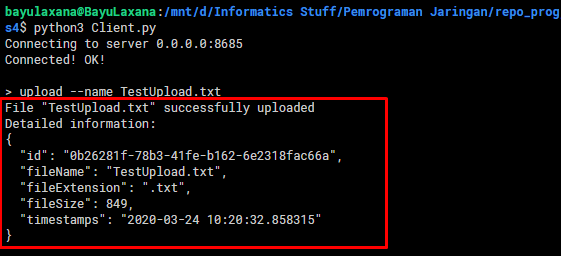 bayulaxana@BayuLaxana:/mnt/d/Informatics Stuff/Pemrograman Jaringan/repo_prog
s4$ python3 Client.py
Connecting to server 0.0.0.0:8685
Connected! OK!
> upload --name TestUpload.txt
File "TestUpload.txt" successfully uploaded
Detailed information:
{
  "id": "0b26281f-78b3-41fe-b162-6e2318fac66a",
  "fileName": "TestUpload.txt",
  "fileExtension": ".txt",
  "fileSize": 849,
  "timestamps": "2020-03-24 10:20:32.858315"
}